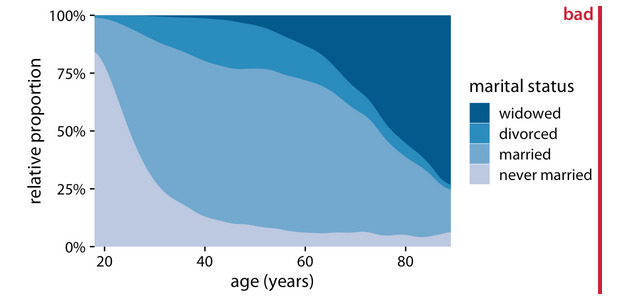 bad
100%
75%
50%
25%
0%
relative proportion
20 40 60 80
age (years)
marital status
widowed
divorced
married
never married